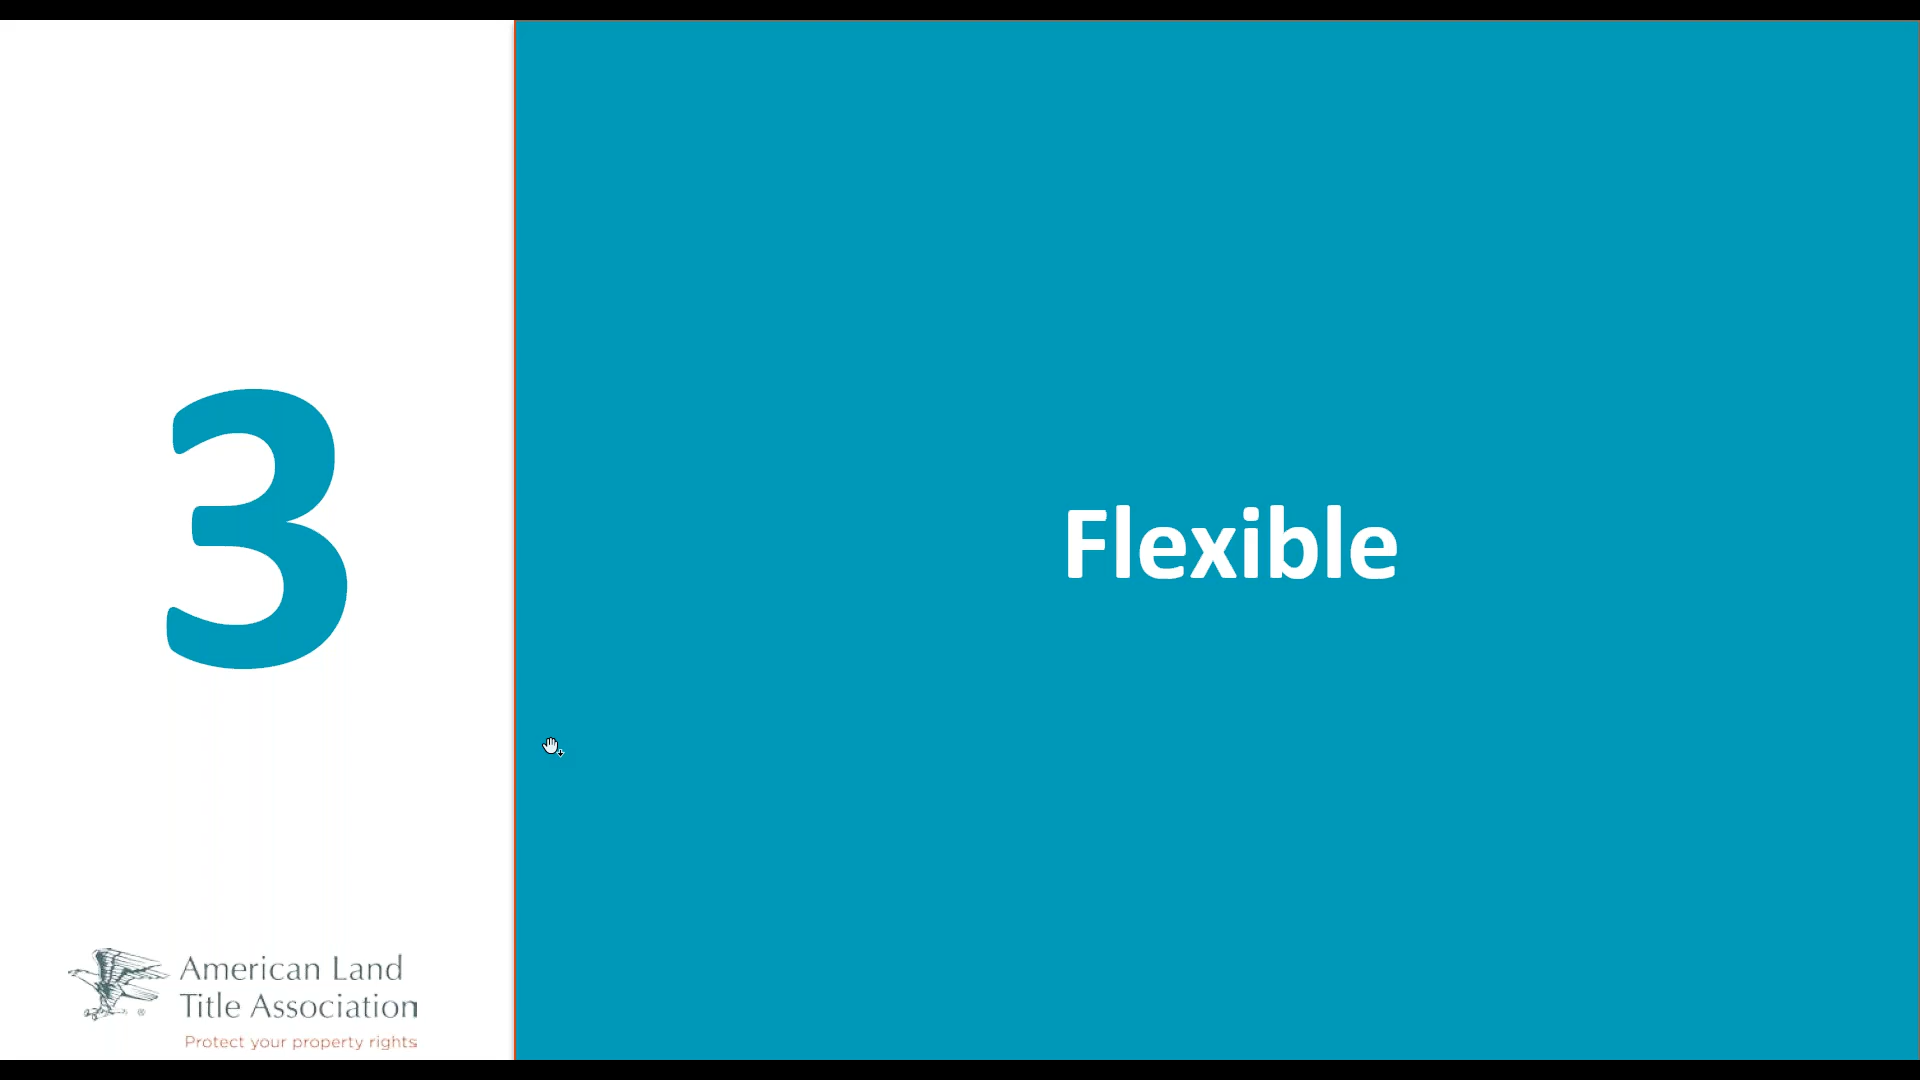 3
Flexible
American Land
Title Association
®
Protect your property rights